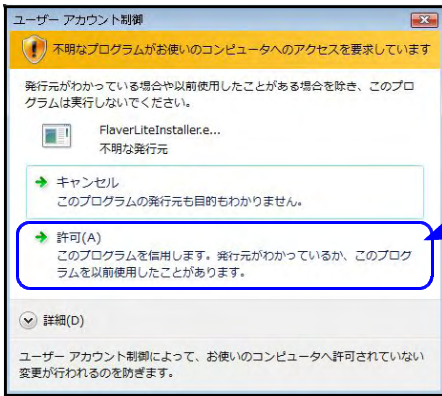 ユーザー アカウント制御
不明なプログラムがお使いのコンピュータへのアクセスを要求しています
発行元がわかっている場合や以前使用したことがある場合を除き、このプロ
グラムは実行しないでください。
FlaverLiteInstaller.e...
不明な発行元
キャンセル
このプログラムの発行元も目的もわかりません。
許可(A)
このプログラムを信用します。発行元がわかっているか、このプログ
ラムを以前使用したことがあります。
詳細(D)
ユーザー アカウント制御によって、お使いのコンピュータへ許可されていない
変更が行われるのを防ぎます。